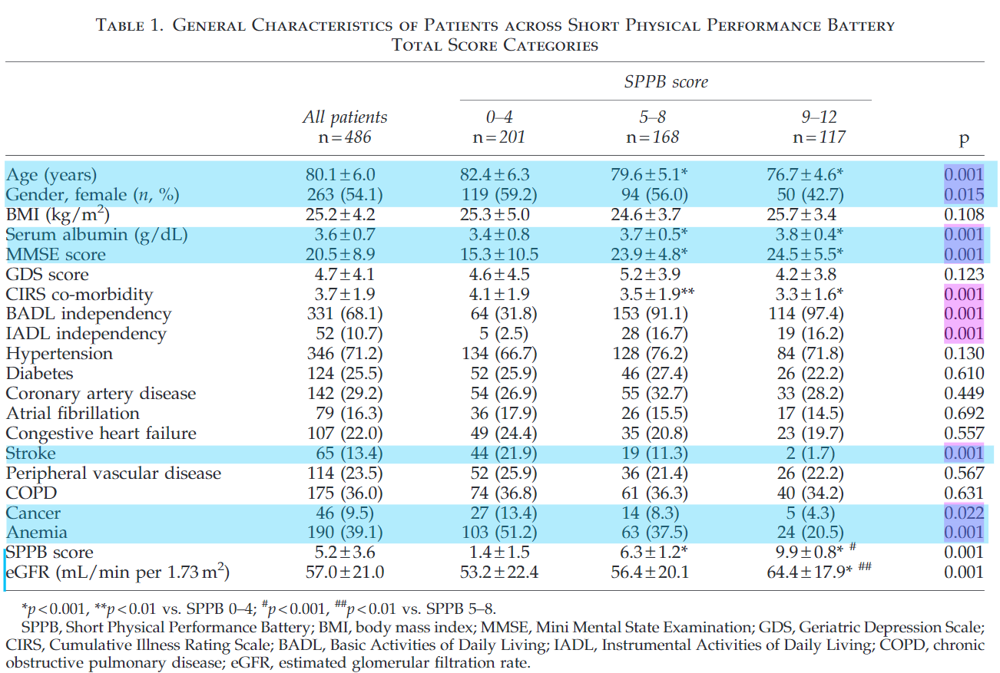 TABLE 1. GENERAL CHARACTERISTICS OF PATIENTS ACROSS SHORT PHYSICAL PERFORMANCE BATTERY
TOTAL SCORE CATEGORIES
SPPB score
All patients 0–4 5–8 9–12
n=486 n=201 n=168 n=117 p
Age (years) 80.1±6.0 82.4±6.3 79.6±5.1* 76.7±4.6* 0.001
Gender, female (n, %) 263 (54.1) 119 (59.2) 94 (56.0) 50 (42.7) 0.015
BMI (kg/m²) 25.2±4.2 25.3±5.0 24.6±3.7 25.7±3.4 0.108
Serum albumin (g/dL) 3.6±0.7 3.4±0.8 3.7±0.5* 3.8±0.4* 0.001
MMSE score 20.5±8.9 15.3±10.5 23.9±4.8* 24.5±5.5* 0.001
GDS score 4.7±4.1 4.6±4.5 5.2±3.9 4.2±3.8 0.123
CIRS co-morbidity 3.7±1.9 4.1±1.9 3.5±1.9** 3.3±1.6* 0.001
BADL independency 331 (68.1) 64 (31.8) 153 (91.1) 114 (97.4) 0.001
IADL independency 52 (10.7) 5 (2.5) 28 (16.7) 19 (16.2) 0.001
Hypertension 346 (71.2) 134 (66.7) 128 (76.2) 84 (71.8) 0.130
Diabetes 124 (25.5) 52 (25.9) 46 (27.4) 26 (22.2) 0.610
Coronary artery disease 142 (29.2) 54 (26.9) 55 (32.7) 33 (28.2) 0.449
Atrial fibrillation 79 (16.3) 36 (17.9) 26 (15.5) 17 (14.5) 0.692
Congestive heart failure 107 (22.0) 49 (24.4) 35 (20.8) 23 (19.7) 0.557
Stroke 65 (13.4) 44 (21.9) 19 (11.3) 2 (1.7) 0.001
Peripheral vascular disease 114 (23.5) 52 (25.9) 36 (21.4) 26 (22.2) 0.567
COPD 175 (36.0) 74 (36.8) 61 (36.3) 40 (34.2) 0.631
Cancer 46 (9.5) 27 (13.4) 14 (8.3) 5 (4.3) 0.022
Anemia 190 (39.1) 103 (51.2) 63 (37.5) 24 (20.5) 0.001
SPPB score 5.2±3.6 1.4±1.5 6.3±1.2* 9.9±0.8* # 0.001
eGFR (mL/min per 1.73 m²) 57.0±21.0 53.2±22.4 56.4±20.1 64.4±17.9* ## 0.001
*p<0.001, **p<0.01 vs. SPPB 0–4; #p<0.001, ##p<0.01 vs. SPPB 5–8.
SPPB, Short Physical Performance Battery; BMI, body mass index; MMSE, Mini Mental State Examination; GDS, Geriatric Depression Scale;
CIRS, Cumulative Illness Rating Scale; BADL, Basic Activities of Daily Living; IADL, Instrumental Activities of Daily Living; COPD, chronic
obstructive pulmonary disease; eGFR, estimated glomerular filtration rate.